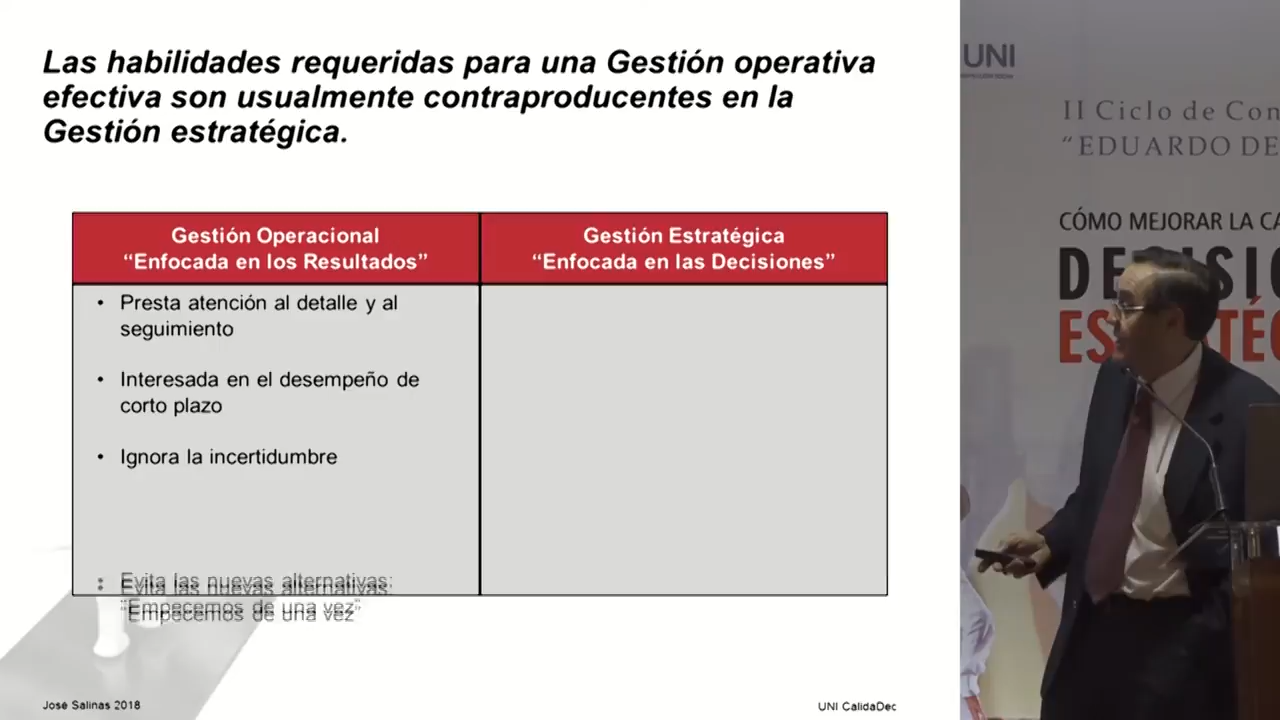 Las habilidades requeridas para una Gestión operativa
efectiva son usualmente contraproducentes en la
Gestión estratégica.
Gestión Operacional
“Enfocada en los Resultados”
Gestión Estratégica
“Enfocada en las Decisiones”
• Presta atención al detalle y al
seguimiento
• Interesada en el desempeño de
corto plazo
• Ignora la incertidumbre
• Evita las nuevas alternativas:
“Empecemos de una vez”
José Salinas 2018
UNI CalidaDec
UNI
II Ciclo de Con
“EDUARDO DE
CÓMO MEJORAR LA CA